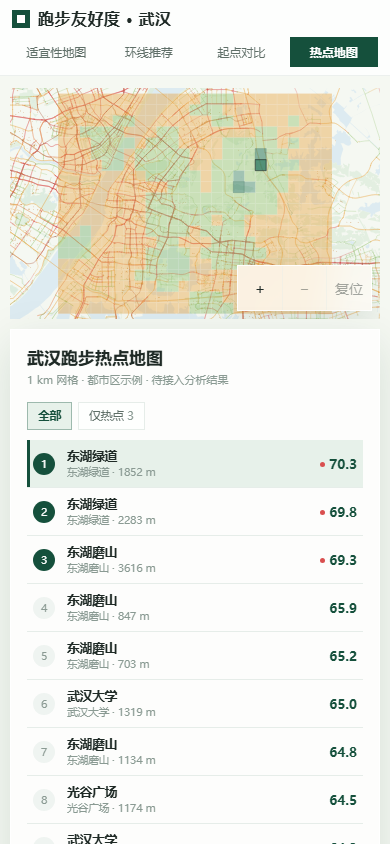 跑步友好度 • 武汉
适宜性地图 环线推荐 起点对比 热点地图
+ − 复位
武汉跑步热点地图
1 km 网格 · 都市区示例 · 待接入分析结果
全部 仅热点 3
1 东湖绿道 70.3
东湖绿道 · 1852 m
2 东湖绿道 69.8
东湖绿道 · 2283 m
3 东湖磨山 69.3
东湖磨山 · 3616 m
4 东湖磨山 65.9
东湖磨山 · 847 m
5 东湖磨山 65.2
东湖磨山 · 703 m
6 武汉大学 65.0
武汉大学 · 1319 m
7 东湖磨山 64.8
东湖磨山 · 1134 m
8 光谷广场 64.5
光谷广场 · 1174 m
武汉大学